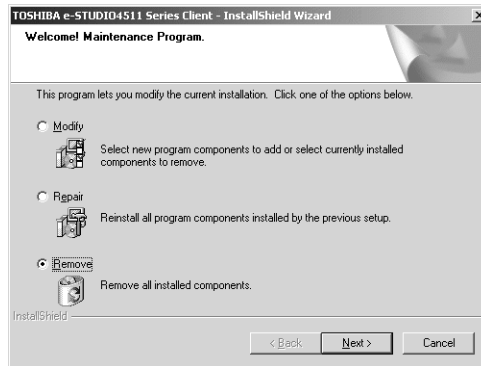 TOSHIBA e-STUDIO4511 Series Client - InstallShield Wizard
Welcome! Maintenance Program.
This program lets you modify the current installation. Click one of the options below.
Modify
Select new program components to add or select currently installed
components to remove.
Repair
Reinstall all program components installed by the previous setup.
Remove
Remove all installed components.
InstallShield
< Back Next > Cancel